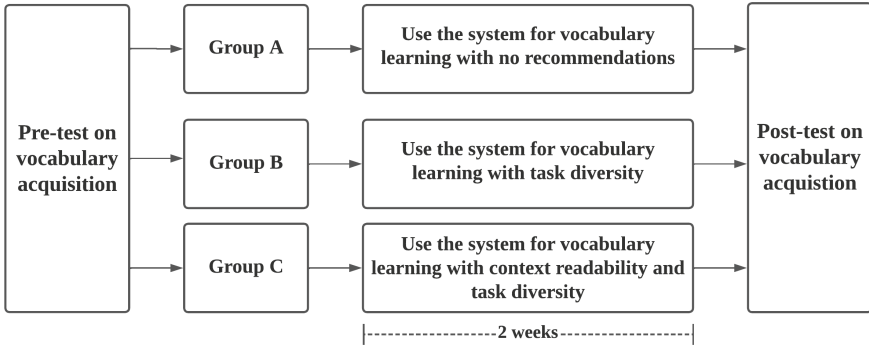 Pre-test on
vocabulary
acquisition
Group A
Use the system for vocabulary
learning with no recommendations
Group B
Use the system for vocabulary
learning with task diversity
Group C
Use the system for vocabulary
learning with context readability and
task diversity
2 weeks
Post-test on
vocabulary
acquistion